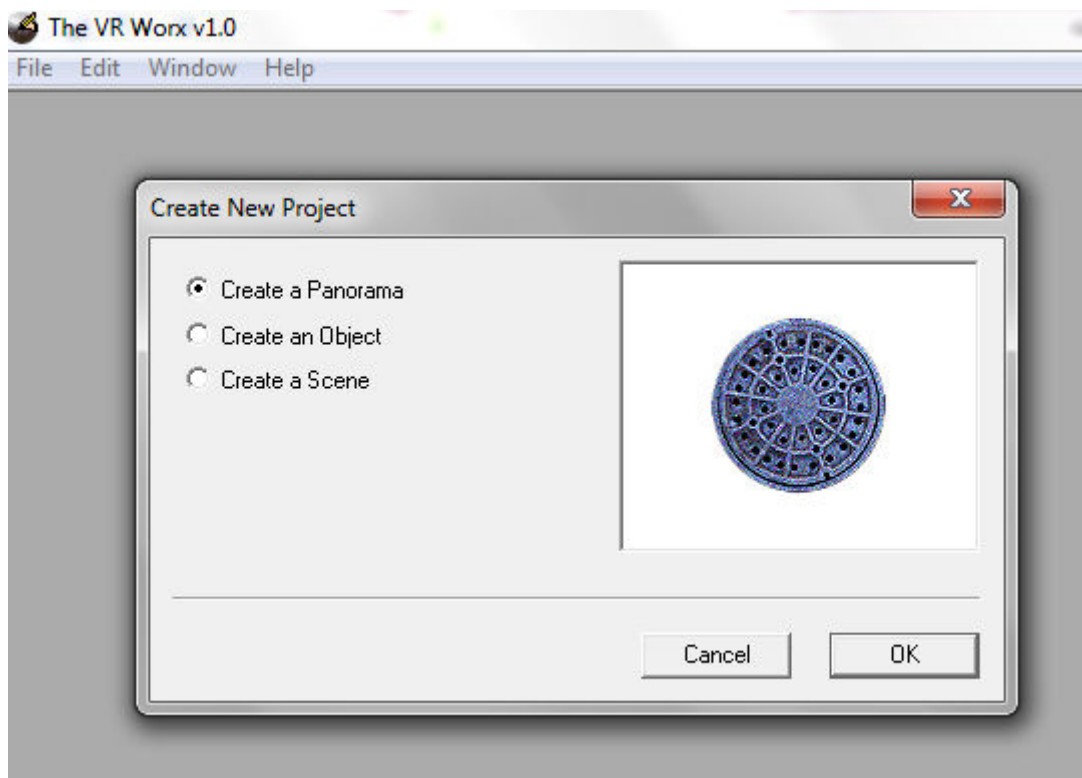 The VR Worx v1.0
File Edit Window Help
Create New Project
Create a Panorama
Create an Object
Create a Scene
Cancel OK